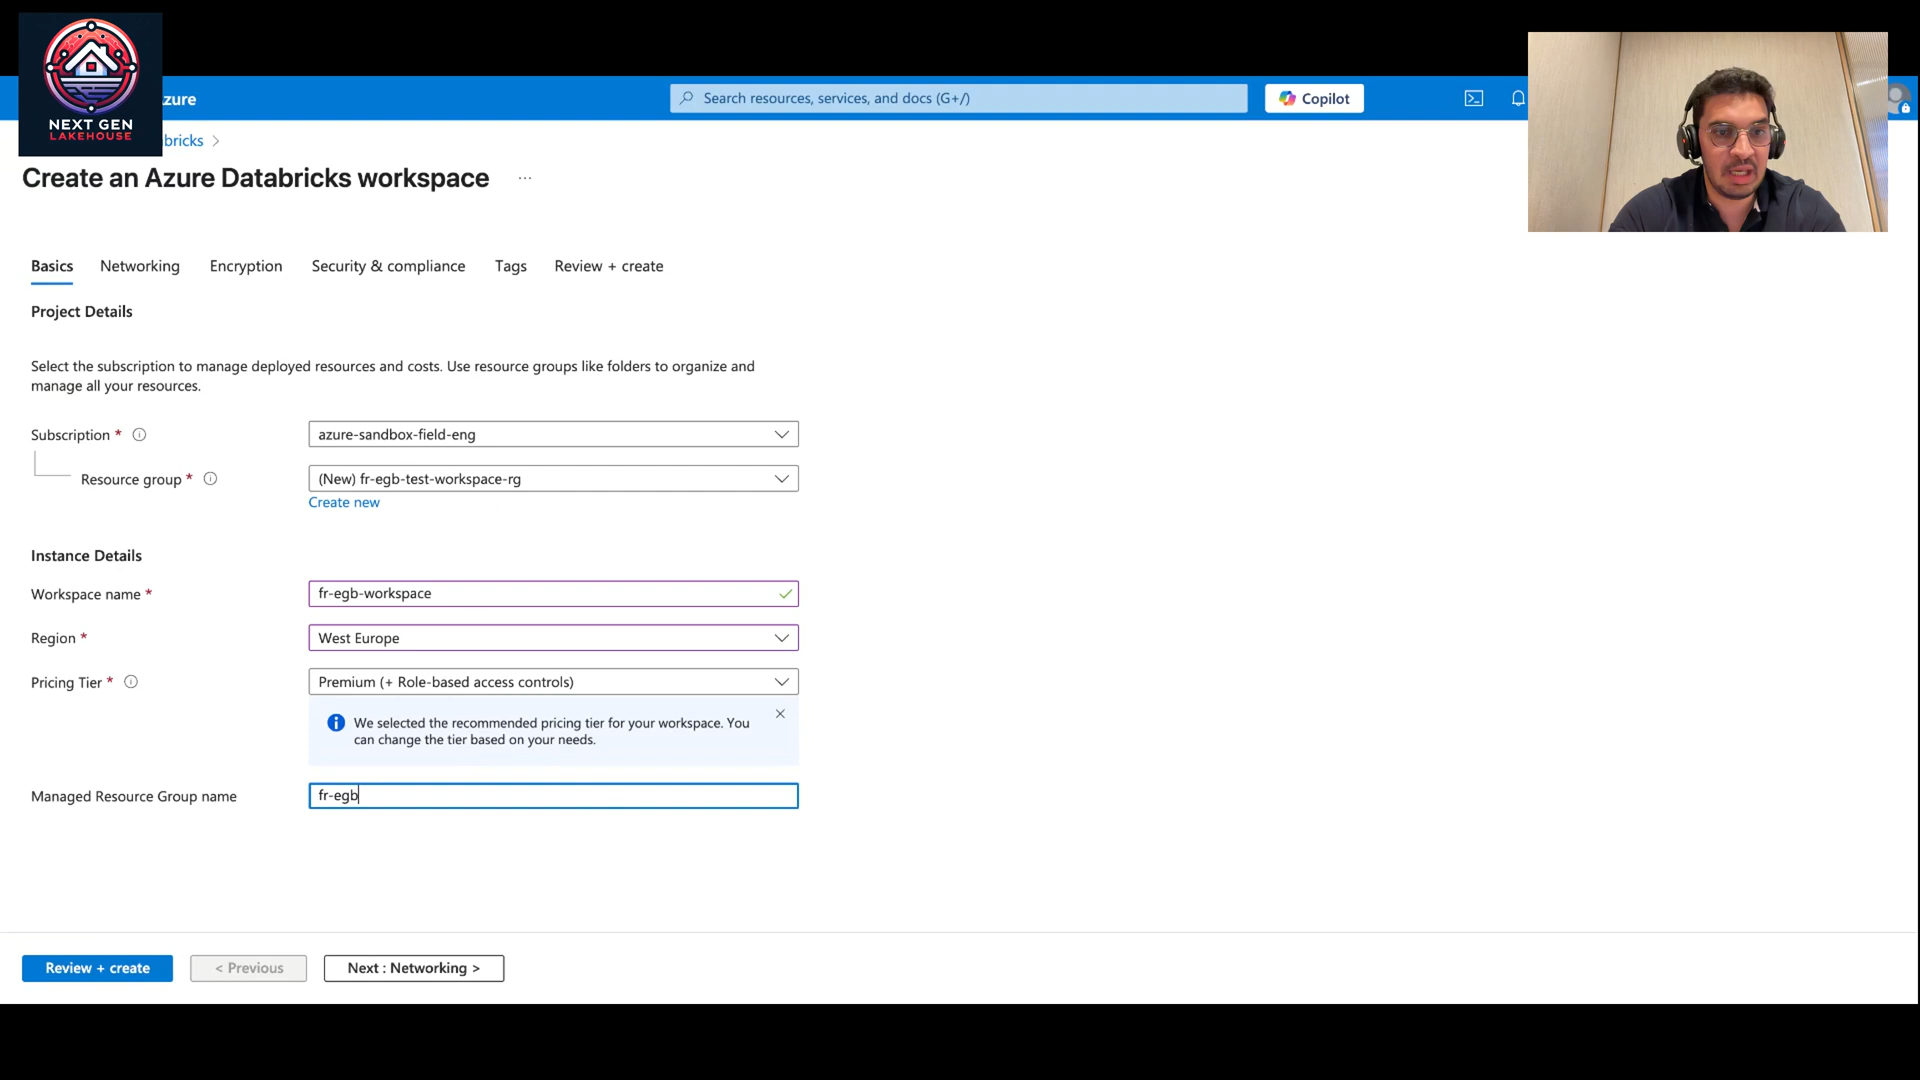 NEXT GEN
LAKEHOUSE
zure
Search resources, services, and docs (G+/)
Copilot
bricks
Create an Azure Databricks workspace
Basics
Networking
Encryption
Security & compliance
Tags
Review + create
Project Details
Select the subscription to manage deployed resources and costs. Use resource groups like folders to organize and
manage all your resources.
Subscription *
azure-sandbox-field-eng
Resource group *
(New) fr-egb-test-workspace-rg
Create new
Instance Details
Workspace name *
fr-egb-workspace
Region *
West Europe
Pricing Tier *
Premium (+ Role-based access controls)
We selected the recommended pricing tier for your workspace. You
can change the tier based on your needs.
Managed Resource Group name
fr-egb
Review + create
< Previous
Next : Networking >